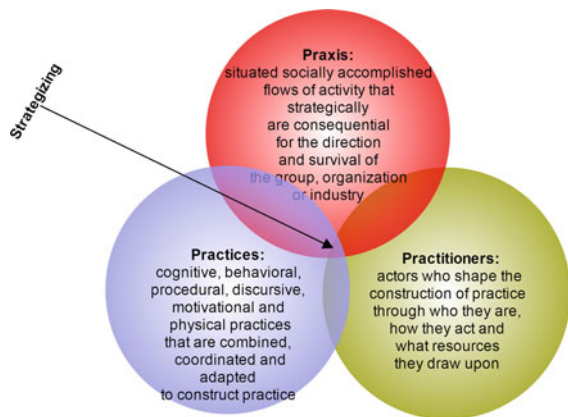 Praxis:
situated socially accomplished
flows of activity that
strategically
are consequential
for the direction
and survival of
the group, organization
or industry
Strategizing
Practices:
cognitive, behavioral,
procedural, discursive,
motivational and
physical practices
that are combined,
coordinated and
adapted
to construct practice
Practitioners:
actors who shape the
construction of practice
through who they are,
how they act and
what resources
they draw upon